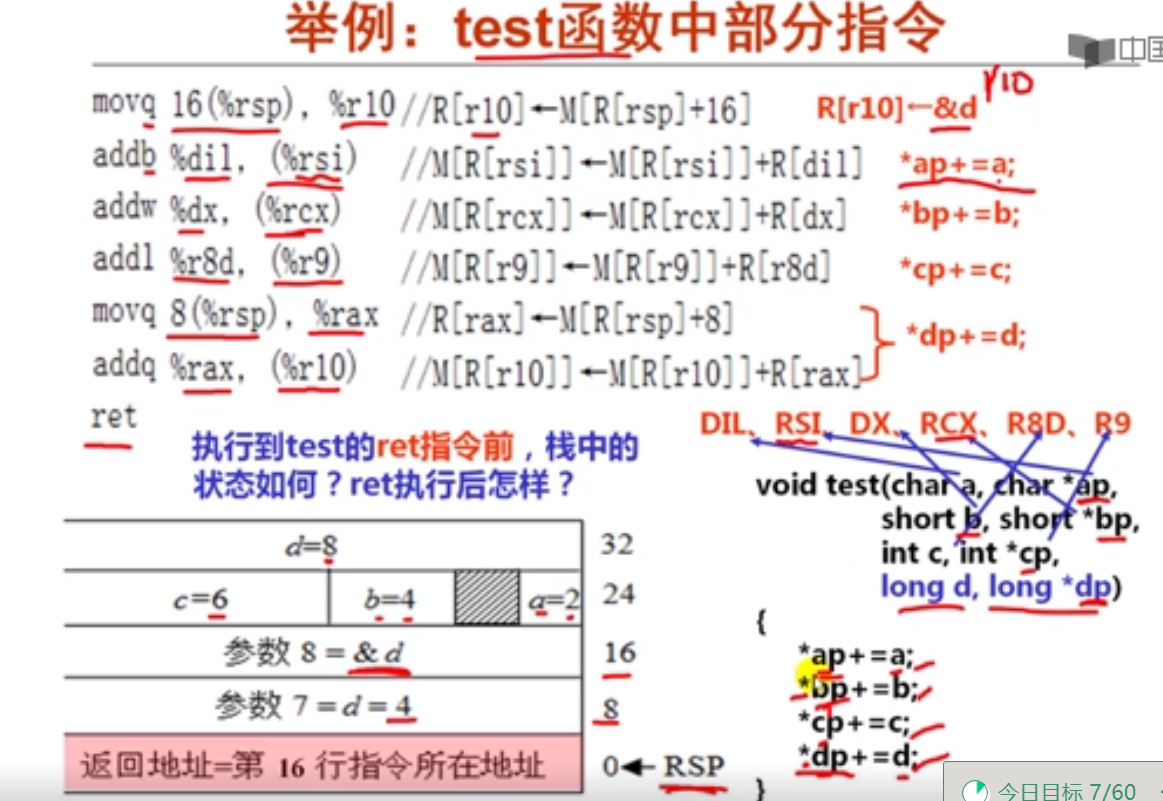 举例：test函数中部分指令
中国
movq 16(%rsp), %r10 //R[r10]←M[R[rsp]+16] R[r10]←&d r10
addb %dil, (%rsi) //M[R[rsi]]←M[R[rsi]]+R[dil] *ap+=a;
addw %dx, (%rcx) //M[R[rcx]]←M[R[rcx]]+R[dx] *bp+=b;
addl %r8d, (%r9) //M[R[r9]]←M[R[r9]]+R[r8d] *cp+=c;
movq 8(%rsp), %rax //R[rax]←M[R[rsp]+8]
*dp+=d;
addq %rax, (%r10) //M[R[r10]]←M[R[r10]]+R[rax]
ret
执行到test的ret指令前，栈中的
状态如何？ret执行后怎样？
DIL、RSI、DX、RCX、R8D、R9
void test(char a, char *ap,
short b, short *bp,
int c, int *cp,
long d, long *dp)
{
*ap+=a;
*bp+=b;
*cp+=c;
*dp+=d;
}
d=8 32
c=6 b=4 a=2 24
参数 8 = & d 16
参数 7 = d = 4 8
返回地址=第 16 行指令所在地址 0← RSP
今日目标 7/60